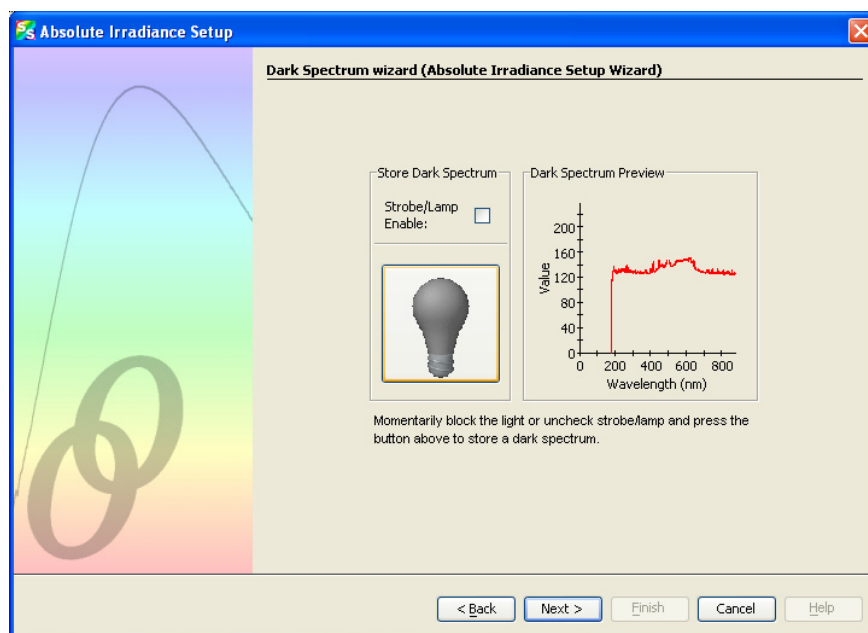 Absolute Irradiance Setup
Dark Spectrum wizard (Absolute Irradiance Setup Wizard)
Store Dark Spectrum
Strobe/Lamp
Enable:
Dark Spectrum Preview
Value
200
160
120
80
40
0
0 200 400 600 800
Wavelength (nm)
Momentarily block the light or uncheck strobe/lamp and press the
button above to store a dark spectrum.
< Back
Next >
Finish
Cancel
Help